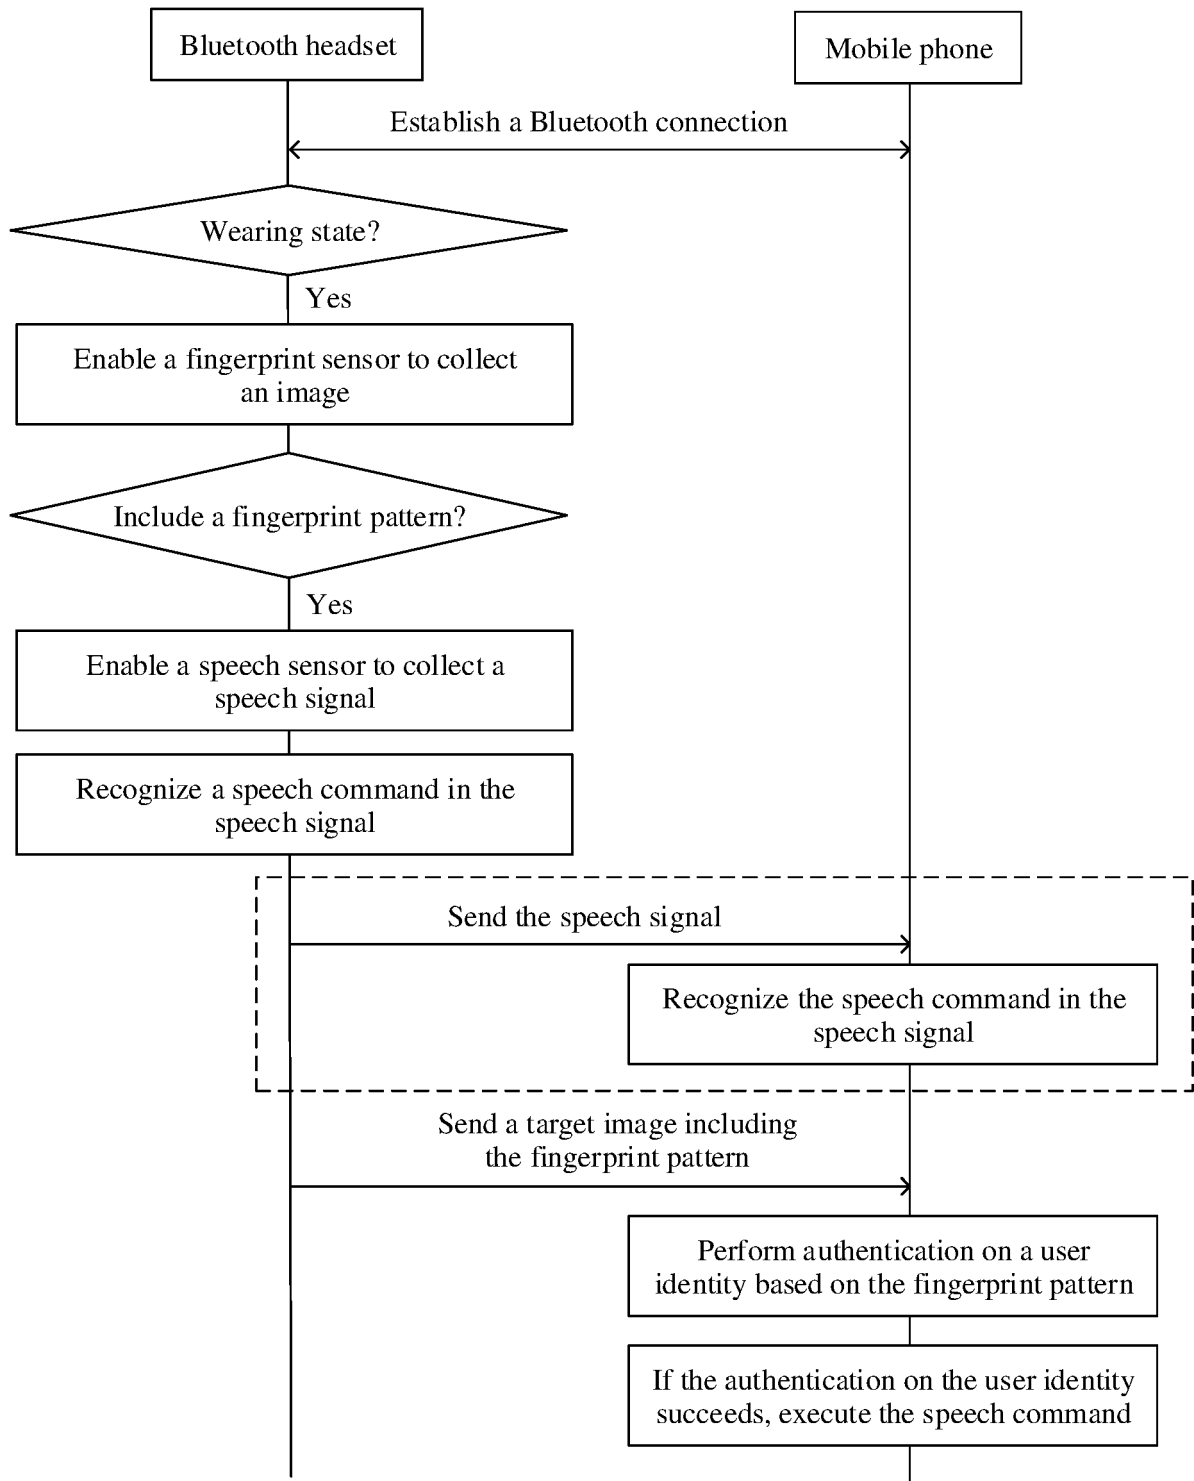 Bluetooth headset
Mobile phone
Establish a Bluetooth connection
Wearing state?
Yes
Enable a fingerprint sensor to collect
an image
Include a fingerprint pattern?
Yes
Enable a speech sensor to collect a
speech signal
Recognize a speech command in the
speech signal
Send the speech signal
Recognize the speech command in the
speech signal
Send a target image including
the fingerprint pattern
Perform authentication on a user
identity based on the fingerprint pattern
If the authentication on the user identity
succeeds, execute the speech command